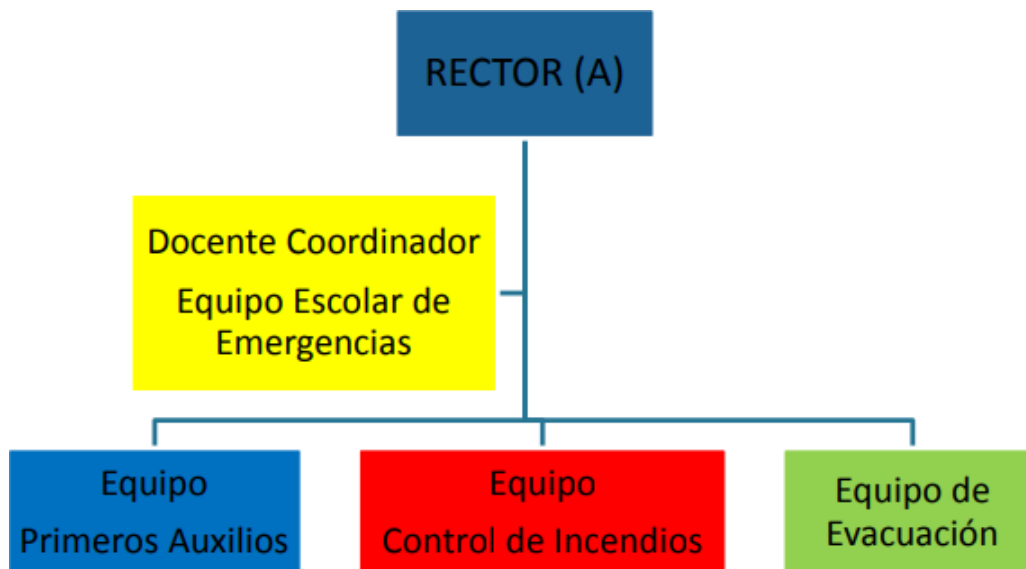 RECTOR (A)
Docente Coordinador
Equipo Escolar de
Emergencias
Equipo
Primeros Auxilios
Equipo
Control de Incendios
Equipo de
Evacuación